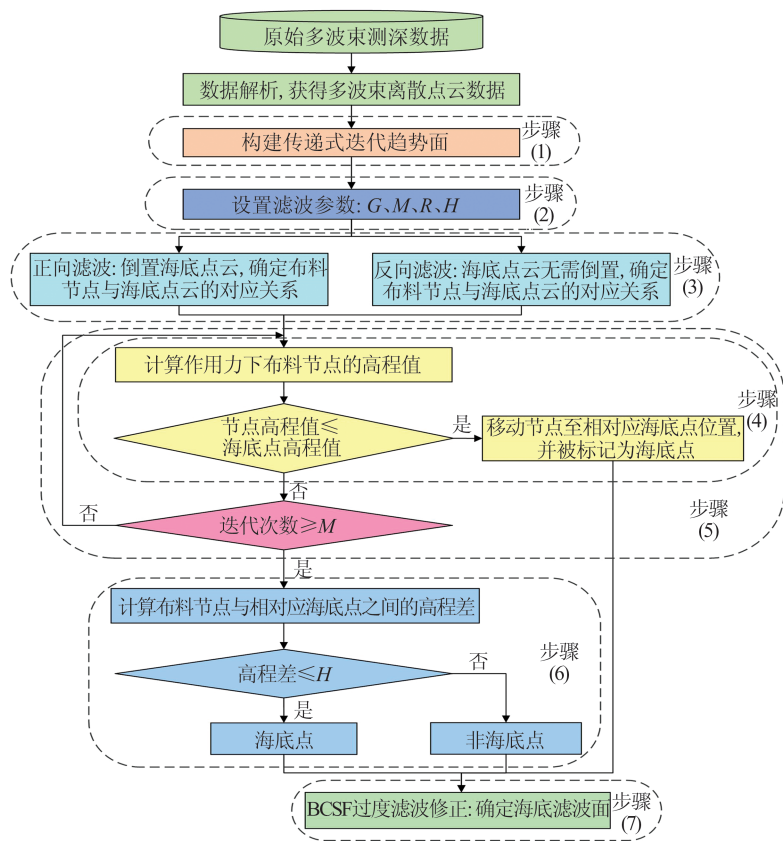 原始多波束测深数据
数据解析, 获得多波束离散点云数据
步骤
(1)
构建传递式迭代趋势面
步骤
(2)
设置滤波参数: G、M、R、H
正向滤波: 倒置海底点云, 确定布料
节点与海底点云的对应关系
反向滤波: 海底点云无需倒置, 确定
布料节点与海底点云的对应关系
步骤
(3)
计算作用力下布料节点的高程值
步骤
(4)
节点高程值≤
海底点高程值
是
移动节点至相对应海底点位置,
并被标记为海底点
否
否
迭代次数≥M
步骤
(5)
是
计算布料节点与相对应海底点之间的高程差
步骤
(6)
高程差≤H
否
是
海底点
非海底点
BCSF过度滤波修正: 确定海底滤波面
步骤
(7)